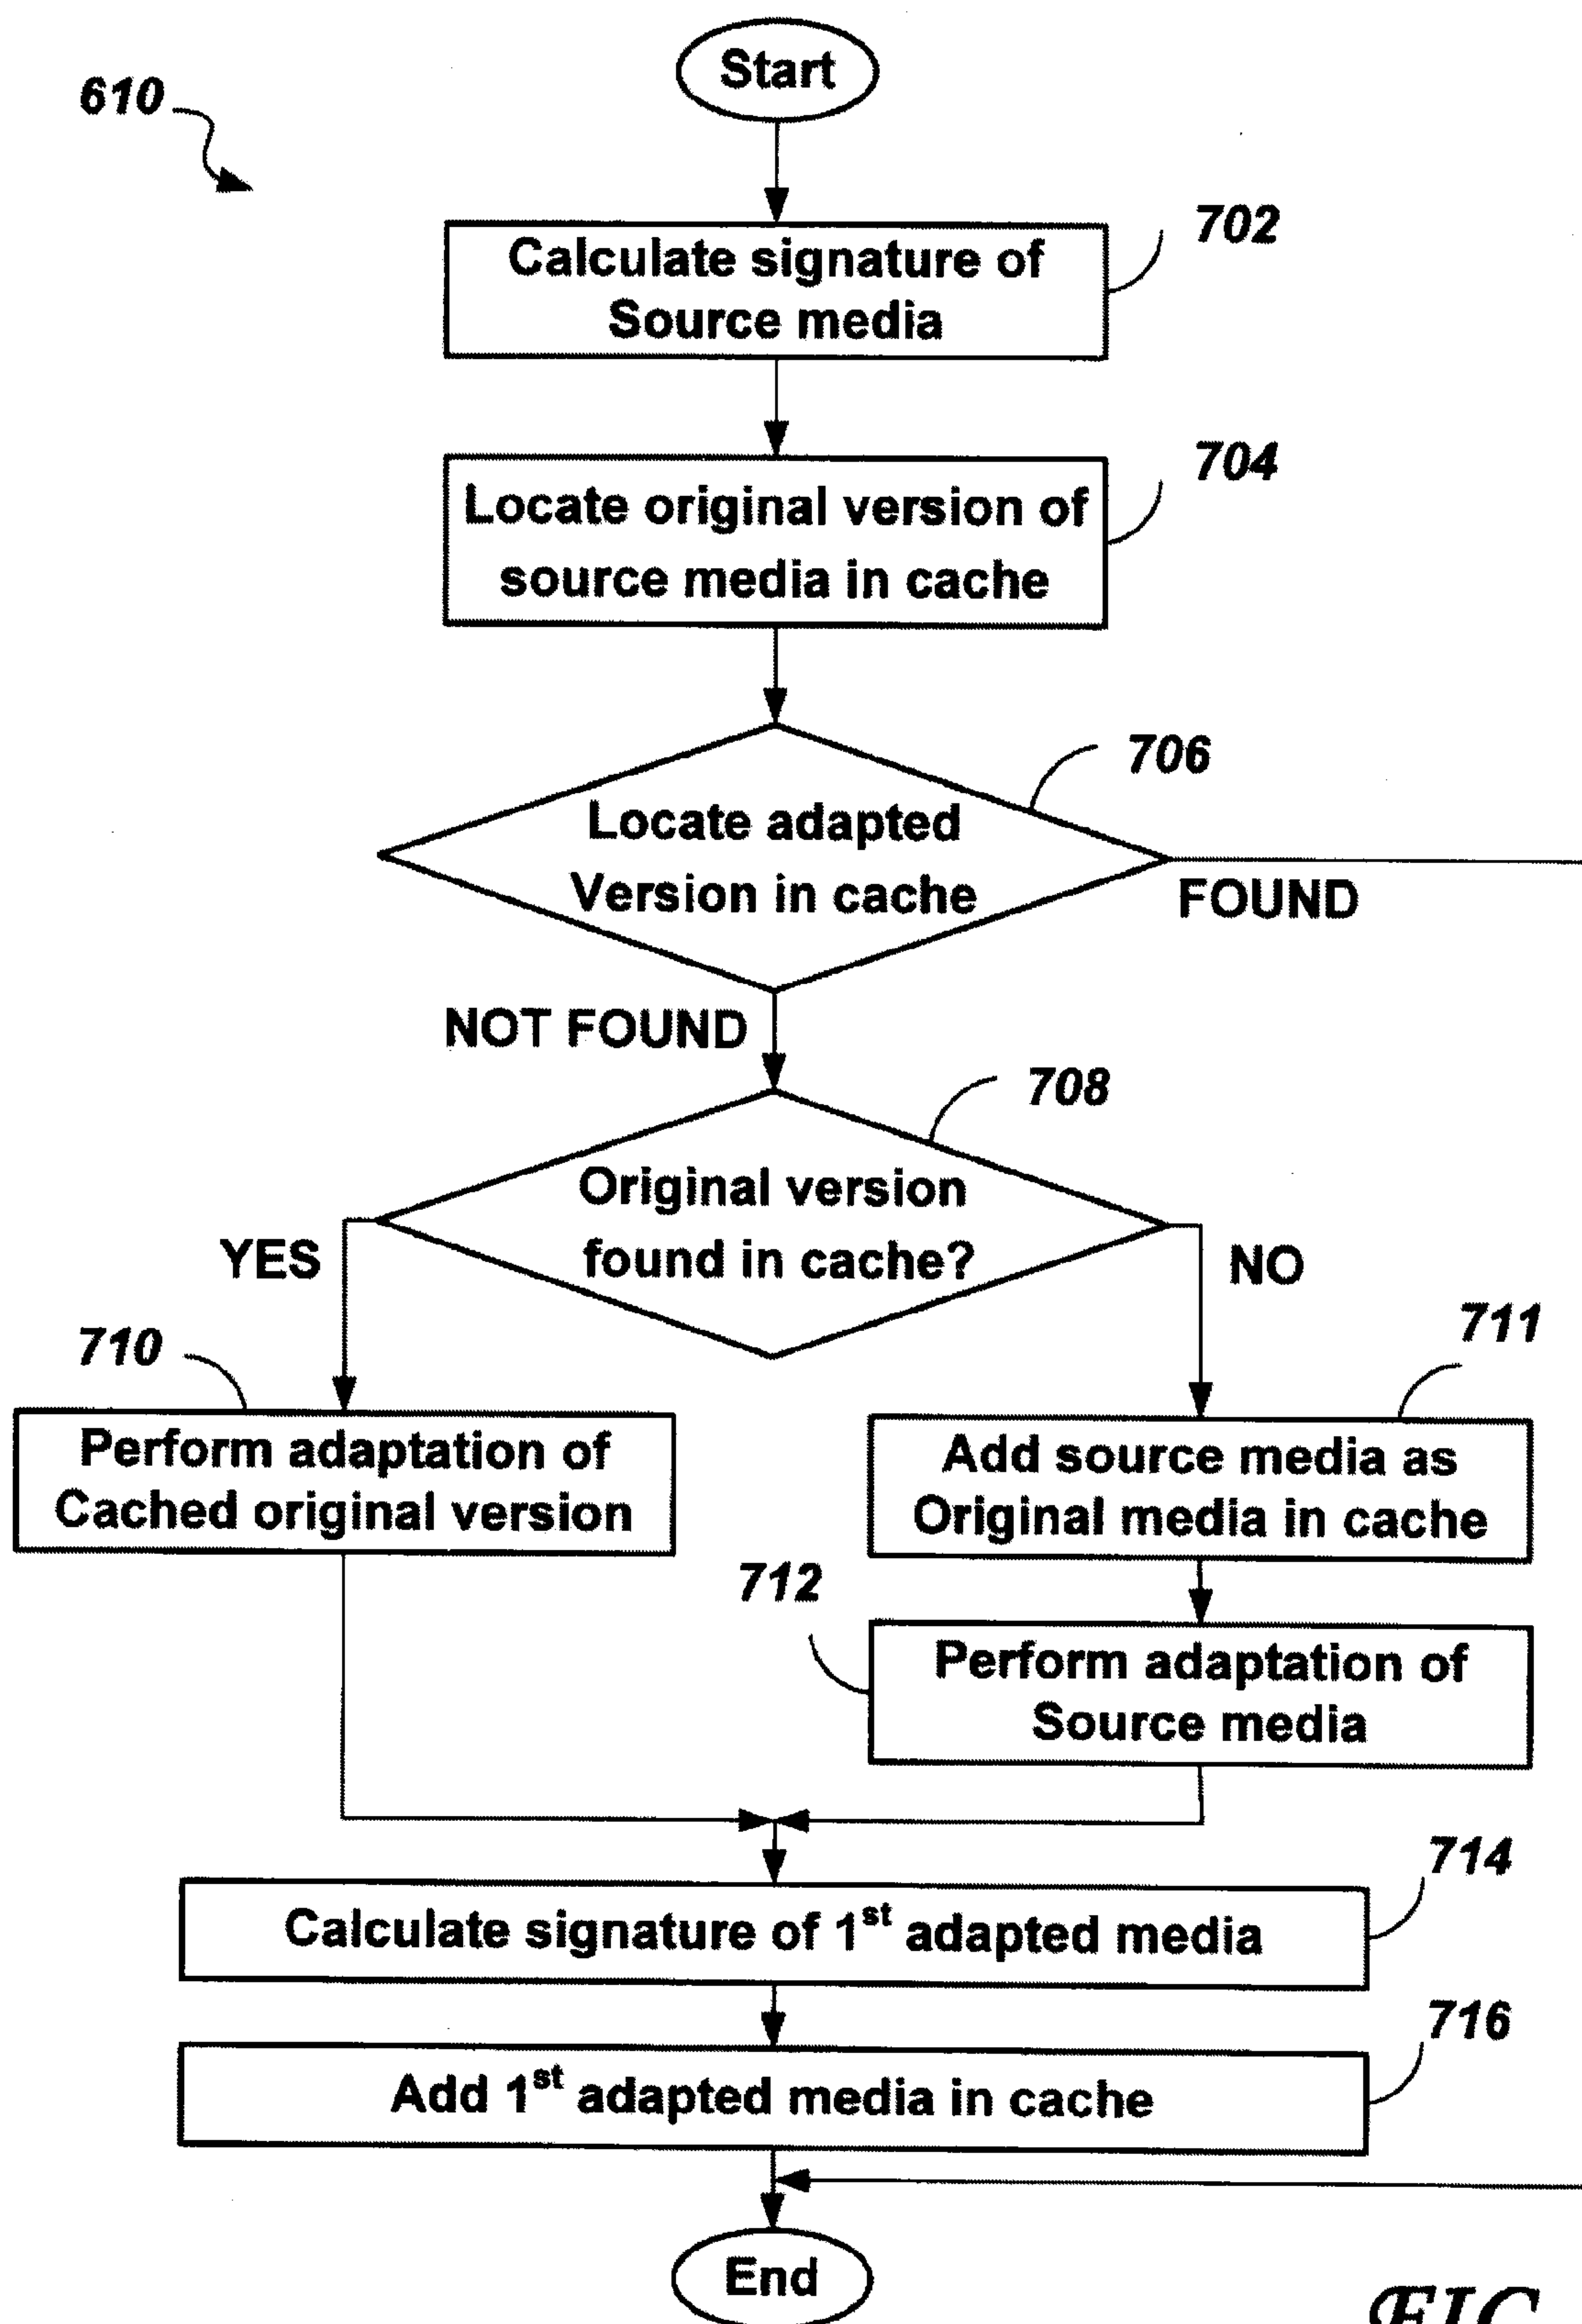 Start
610
702
Calculate signature of
Source media
704
Locate original version of
source media in cache
706
Locate adapted
Version in cache
FOUND
NOT FOUND
708
Original version
found in cache?
YES
NO
710
711
Perform adaptation of
Cached original version
Add source media as
Original media in cache
712
Perform adaptation of
Source media
714
Calculate signature of 1st adapted media
716
Add 1st adapted media in cache
End
FIG